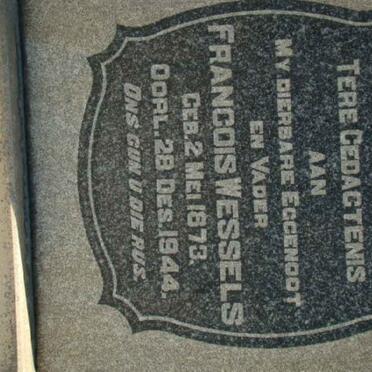 TERE GEDACTENIS
AAN
MY DIERBARE EGGENOOT
EN VADER
FRANCOIS WESSELS
GEB. 2 MEI 1873.
OORL. 28 DES. 1944.
ONS GUN U DIE RUS.